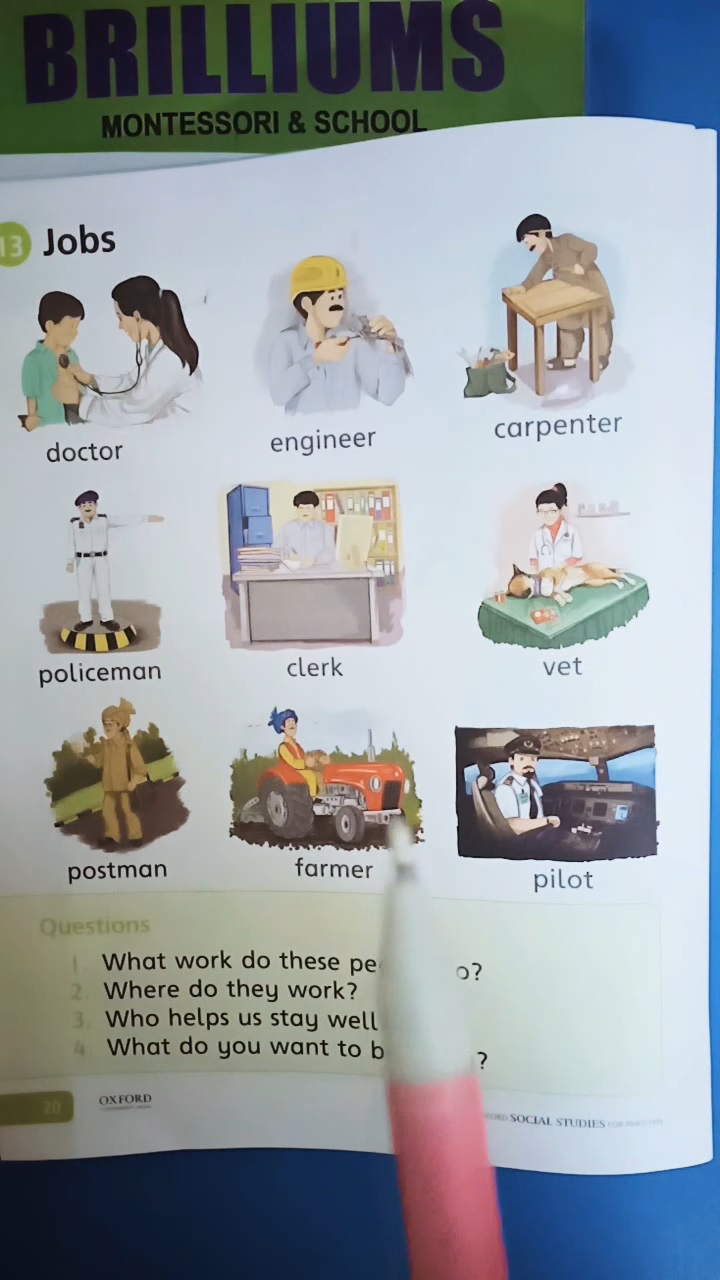 BRILLIUMS
MONTESSORI & SCHOOL
13 Jobs
doctor
engineer
carpenter
policeman
clerk
vet
postman
farmer
pilot
Questions
1. What work do these pe o?
2. Where do they work?
3. Who helps us stay well
4. What do you want to b ?
20
OXFORD
SOCIAL STUDIES